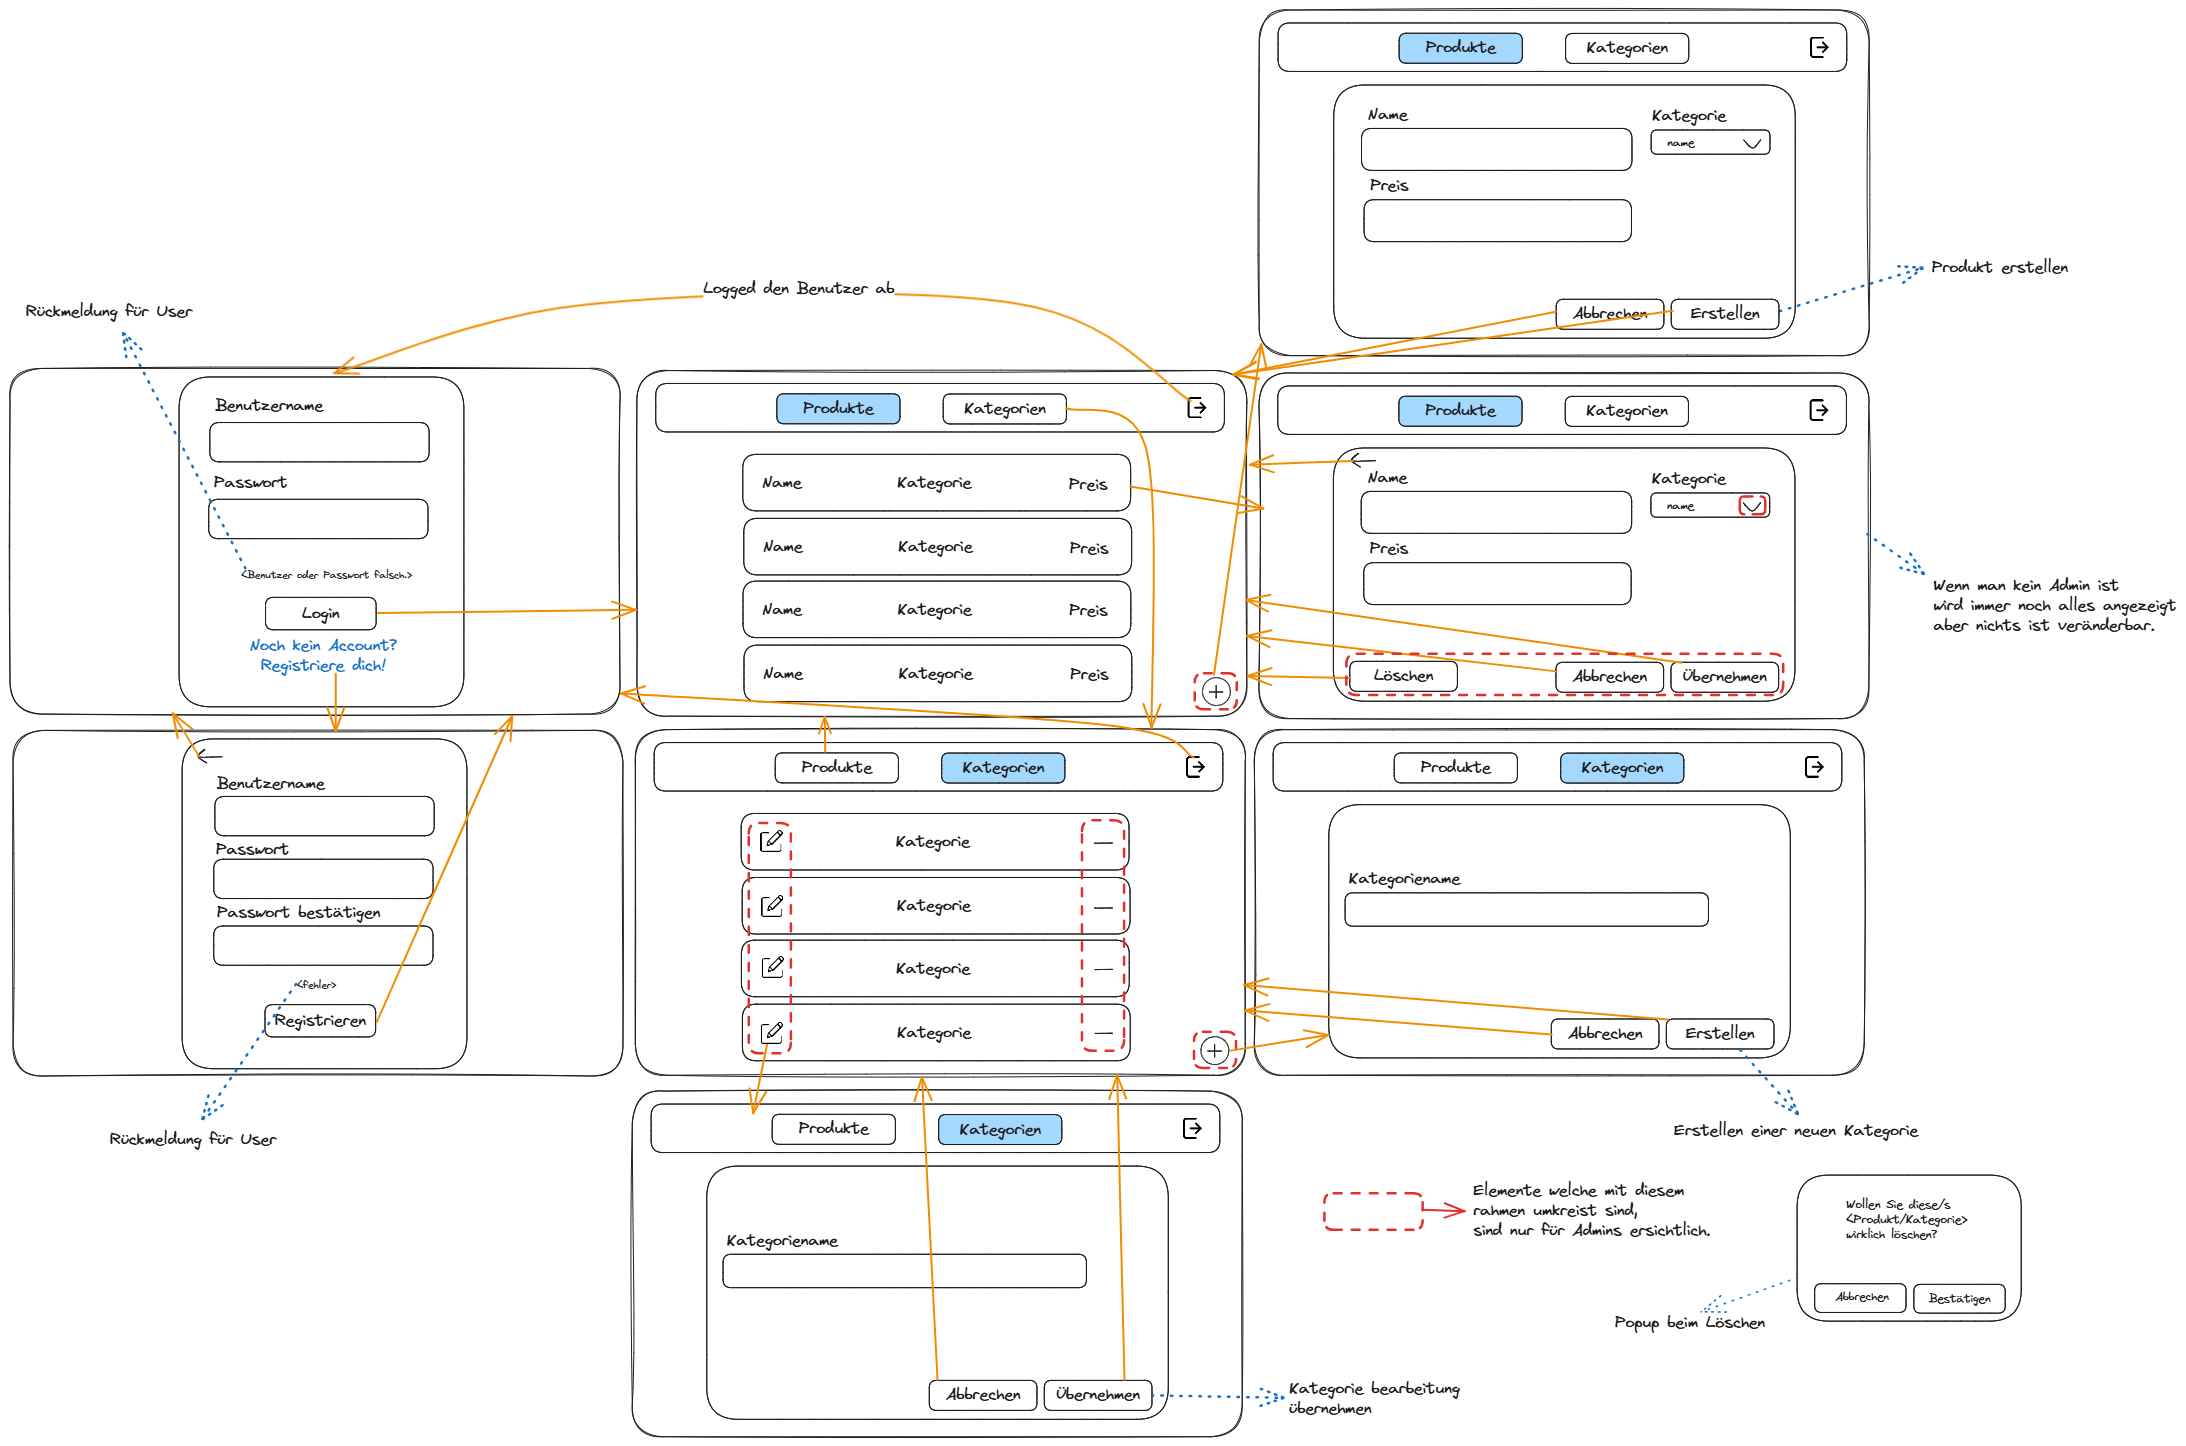 Produkte
Kategorien
Name
Kategorie
name
Preis
Abbrechen
Erstellen
Produkt erstellen
Logged den Benutzer ab
Rückmeldung für User
Benutzername
Passwort
<Benutzer oder Passwort falsch.>
Login
Noch kein Account?
Registriere dich!
Produkte
Kategorien
Name Kategorie Preis
Name Kategorie Preis
Name Kategorie Preis
Name Kategorie Preis
Produkte
Kategorien
Name
Kategorie
name
Preis
Löschen
Abbrechen
Übernehmen
Wenn man kein Admin ist
wird immer noch alles angezeigt
aber nichts ist veränderbar.
Benutzername
Passwort
Passwort bestätigen
<fehler>
Registrieren
Rückmeldung für User
Produkte
Kategorien
Kategorie
Kategorie
Kategorie
Kategorie
Produkte
Kategorien
Kategoriename
Abbrechen
Erstellen
Erstellen einer neuen Kategorie
Produkte
Kategorien
Kategoriename
Abbrechen
Übernehmen
Kategorie bearbeitung
übernehmen
Elemente welche mit diesem
rahmen umkreist sind,
sind nur für Admins ersichtlich.
Wollen Sie diese/s
<Produkt/Kategorie>
wirklich löschen?
Abbrechen
Bestätigen
Popup beim Löschen